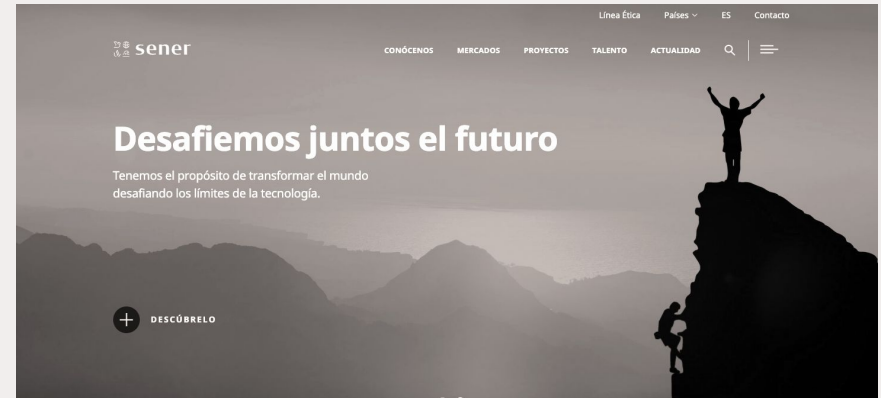 Línea Ética Países ES Contacto
sener
CONÓCENOS MERCADOS PROYECTOS TALENTO ACTUALIDAD
Desafiemos juntos el futuro
Tenemos el propósito de transformar el mundo
desafiando los límites de la tecnología.
DESCÚBRELO